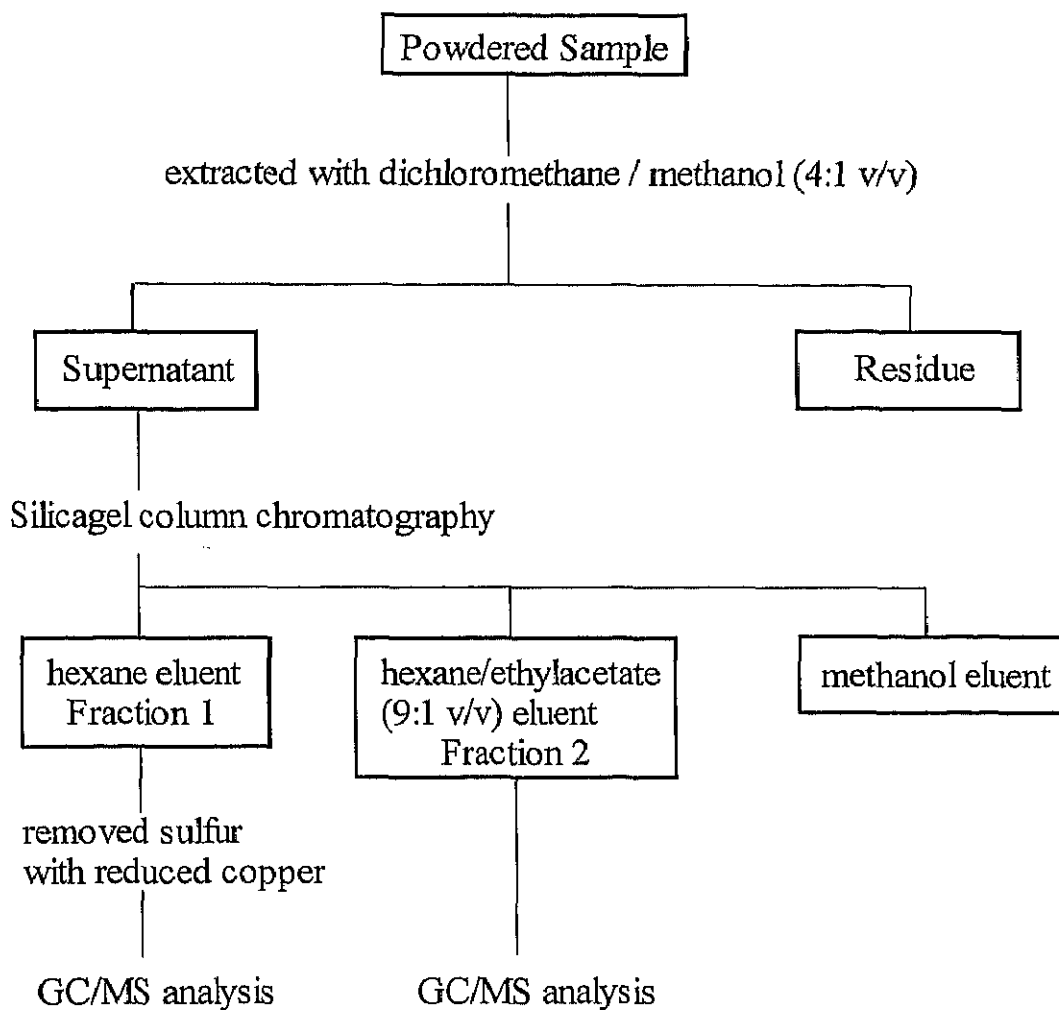 Powdered Sample
extracted with dichloromethane / methanol (4:1 v/v)
Supernatant
Residue
Silicagel column chromatography
hexane eluent
Fraction 1
hexane/ethylacetate
(9:1 v/v) eluent
Fraction 2
methanol eluent
removed sulfur
with reduced copper
GC/MS analysis
GC/MS analysis